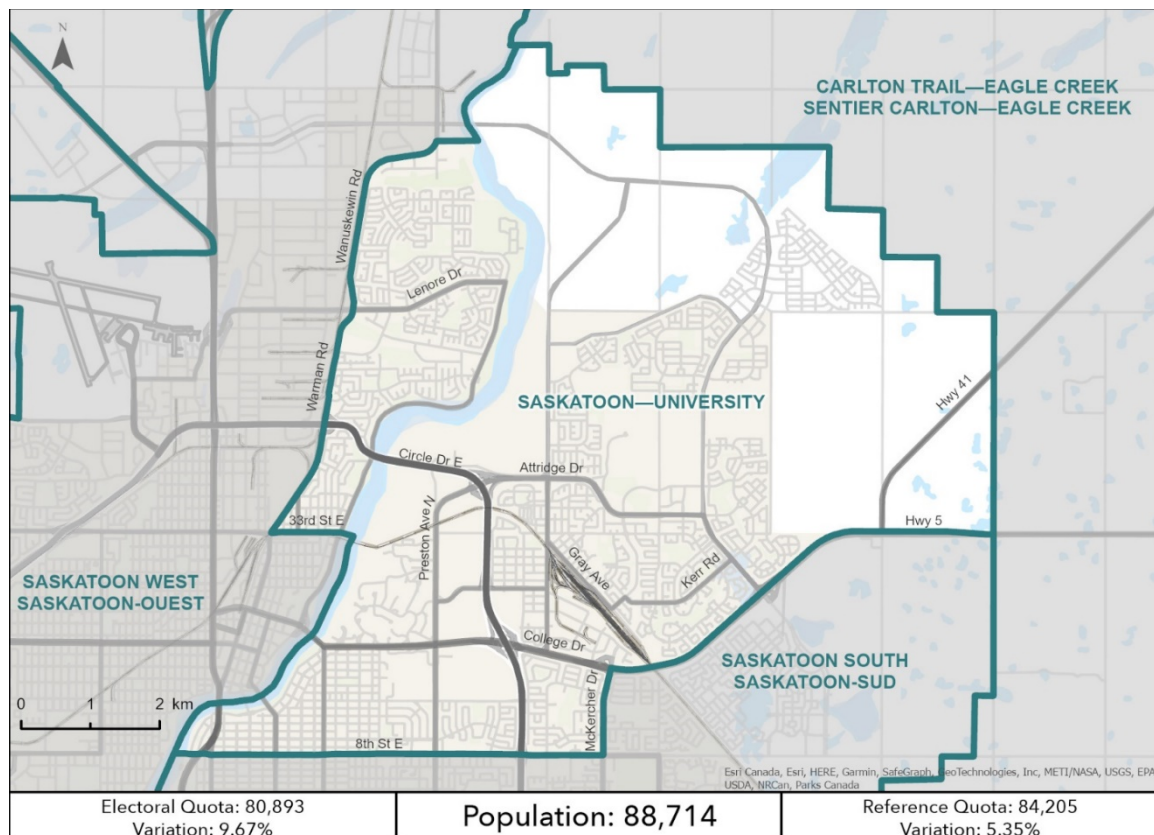 N
CARLTON TRAIL—EAGLE CREEK
SENTIER CARLTON—EAGLE CREEK
Wanuskewin Rd
Lenore Dr
Warman Rd
SASKATOON—UNIVERSITY
Hwy 41
Circle Dr E
Attridge Dr
33rd St E
Preston Ave N
Hwy 5
Gray Ave
Kerr Rd
SASKATOON WEST
SASKATOON-OUEST
College Dr
SASKATOON SOUTH
SASKATOON-SUD
McKercher Dr
0 1 2 km
8th St E
Esri Canada, Esri, HERE, Garmin, SafeGraph, GeoTechnologies, Inc, METI/NASA, USGS, EPA
USDA, NRCan, Parks Canada
Electoral Quota: 80,893
Variation: 9.67%
Population: 88,714
Reference Quota: 84,205
Variation: 5.35%